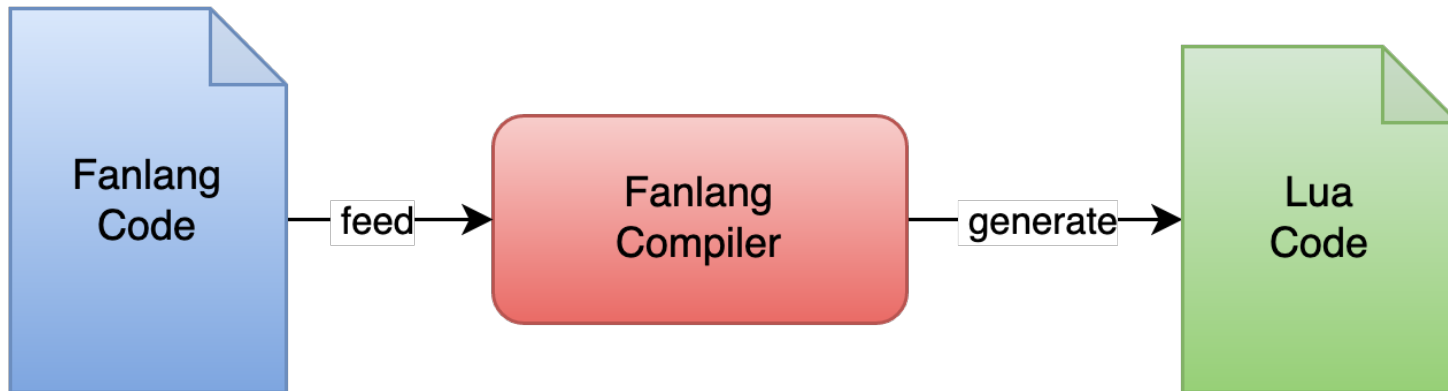 Fanlang
Code
feed
Fanlang
Compiler
generate
Lua
Code